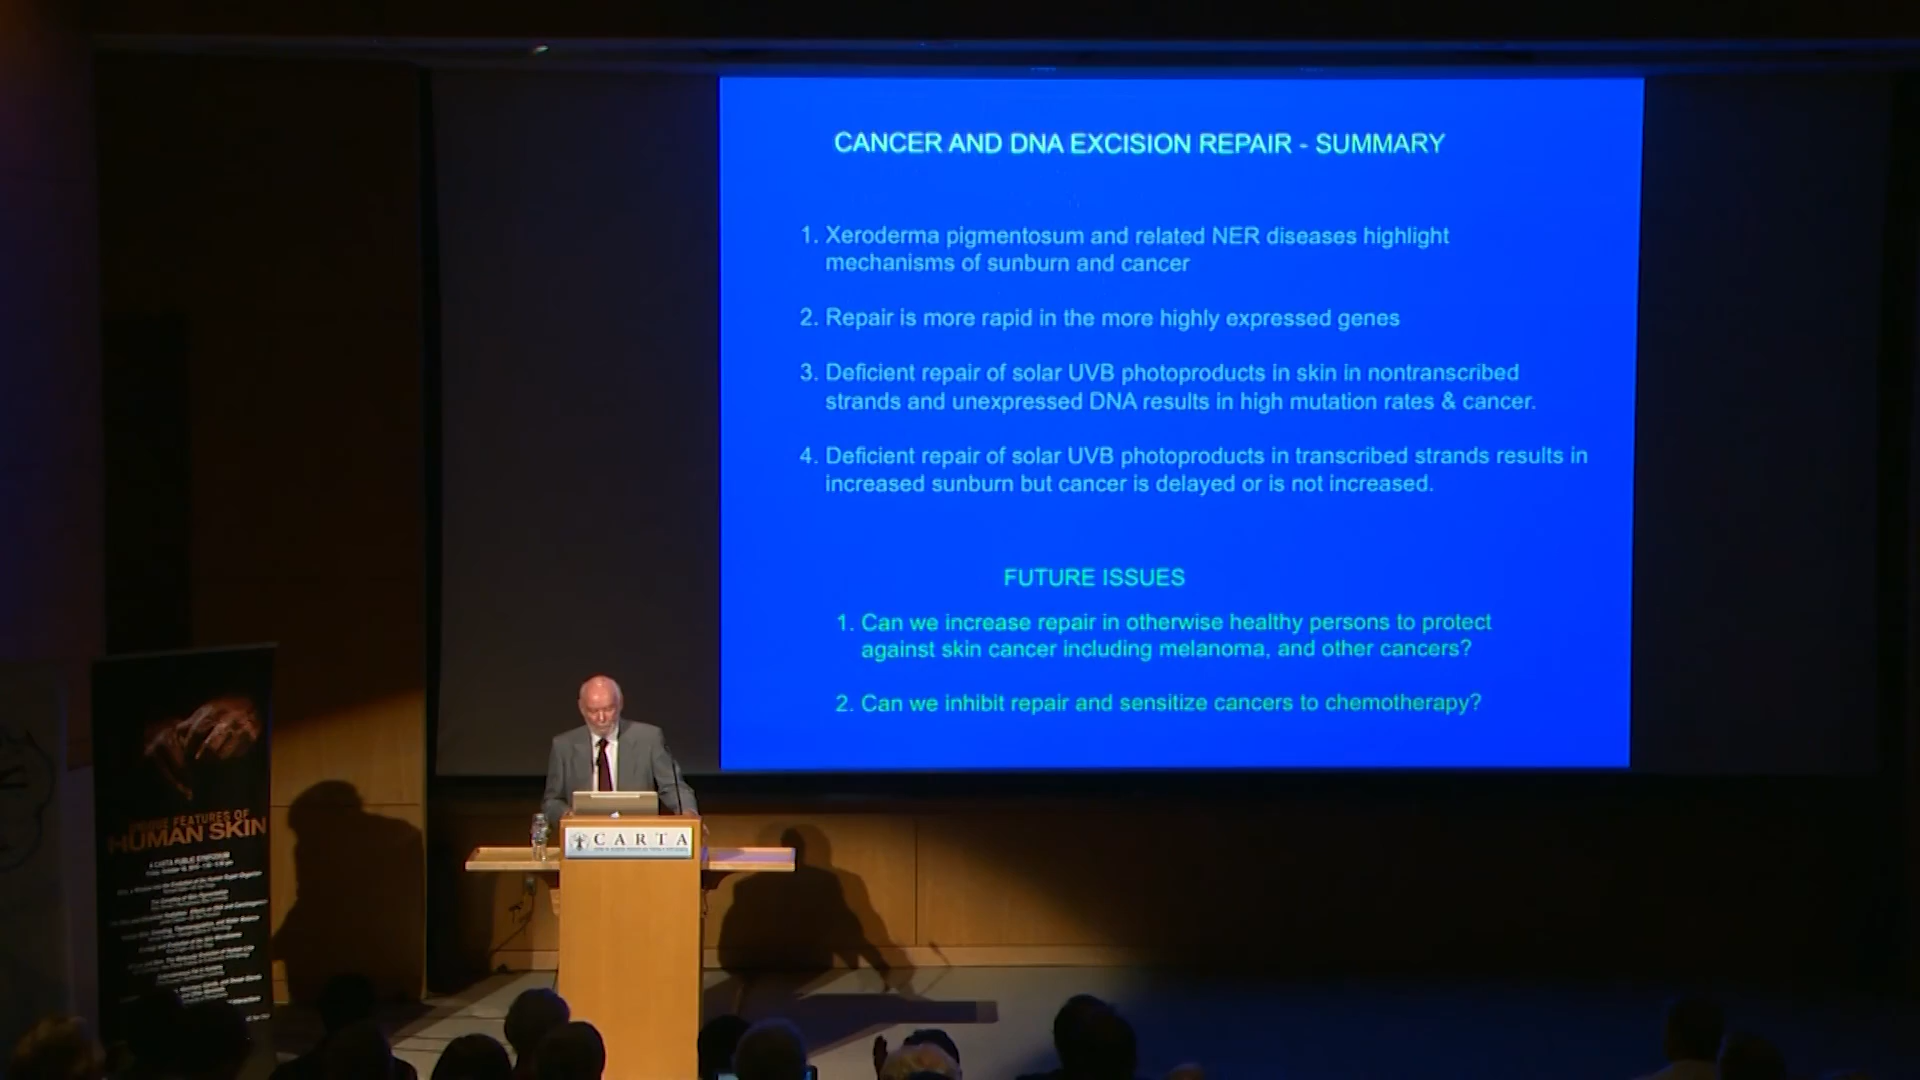 CANCER AND DNA EXCISION REPAIR - SUMMARY
1. Xeroderma pigmentosum and related NER diseases highlight
mechanisms of sunburn and cancer
2. Repair is more rapid in the more highly expressed genes
3. Deficient repair of solar UVB photoproducts in skin in nontranscribed
strands and unexpressed DNA results in high mutation rates & cancer.
4. Deficient repair of solar UVB photoproducts in transcribed strands results in
increased sunburn but cancer is delayed or is not increased.
FUTURE ISSUES
1. Can we increase repair in otherwise healthy persons to protect
against skin cancer including melanoma, and other cancers?
2. Can we inhibit repair and sensitize cancers to chemotherapy?
CARTA
FEATURES OF
HUMAN SKIN
A CARTA PUBLIC SYMPOSIUM